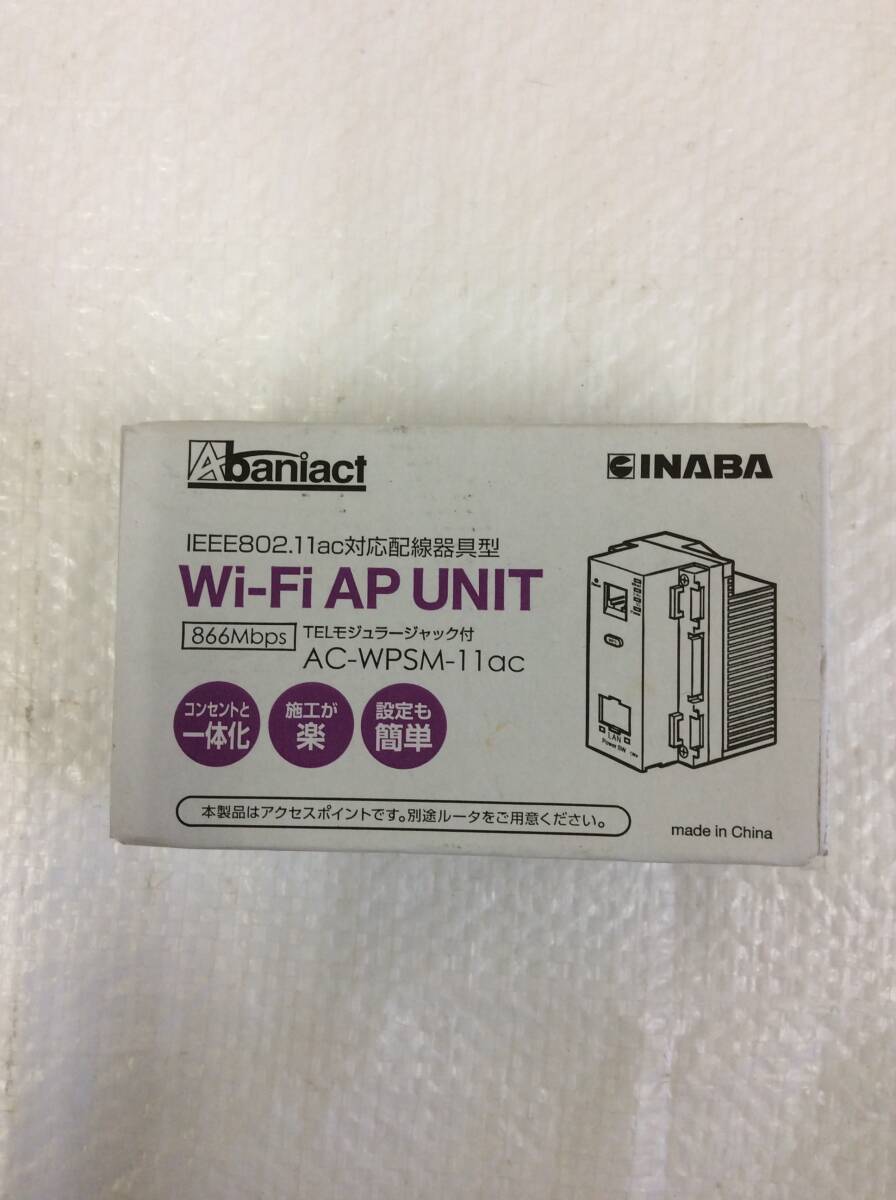 Abaniact
INABA
IEEE802.11ac対応配線器具型
Wi-Fi AP UNIT
866Mbps
TELモジュラージャック付
AC-WPSM-11ac
コンセントと
一体化
施工が
楽
設定も
簡単
LAN
Power SW
本製品はアクセスポイントです。別途ルータをご用意ください。
made in China